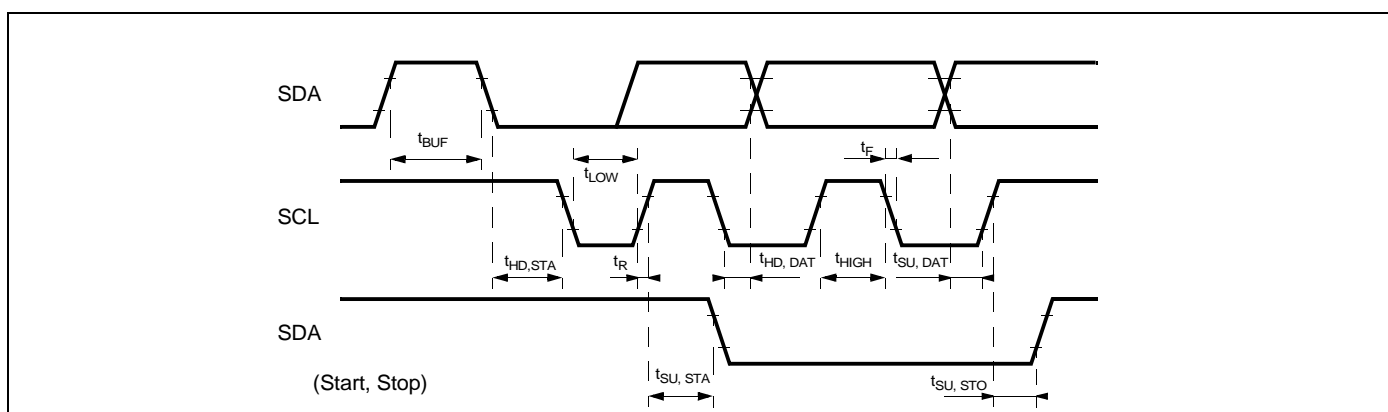 SDA
tBUF
tLOW
tF
SCL
tHD,STA
tR
tHD, DAT
tHIGH
tSU, DAT
SDA
(Start, Stop)
tSU, STA
tSU, STO